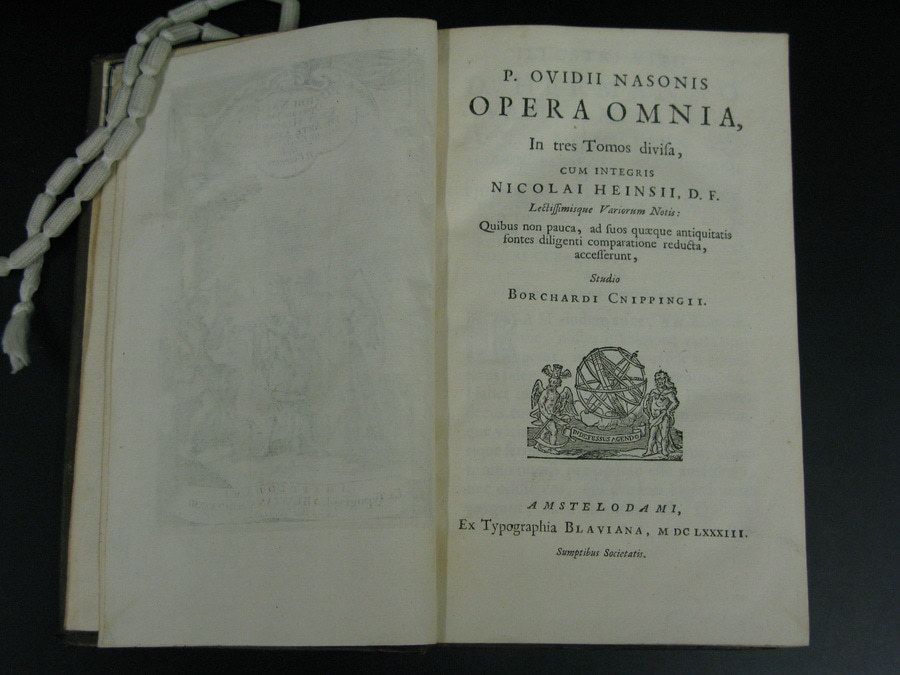 P. OVIDII NASONIS
OPERA OMNIA,
In tres Tomos diviſa,
CUM INTEGRIS
NICOLAI HEINSII, D. F.
Lectiſſimisque Variorum Notis:
Quibus non pauca, ad ſuos quæque antiquitatis
fontes diligenti comparatione reducta,
acceſſerunt,
Studio
BORCHARDI CNIPPINGII.
INDEFESSUS AGENDO
AMSTELODAMI,
Ex Typographia BLAVIANA, M DC LXXXIII.
Sumptibus Societatis.